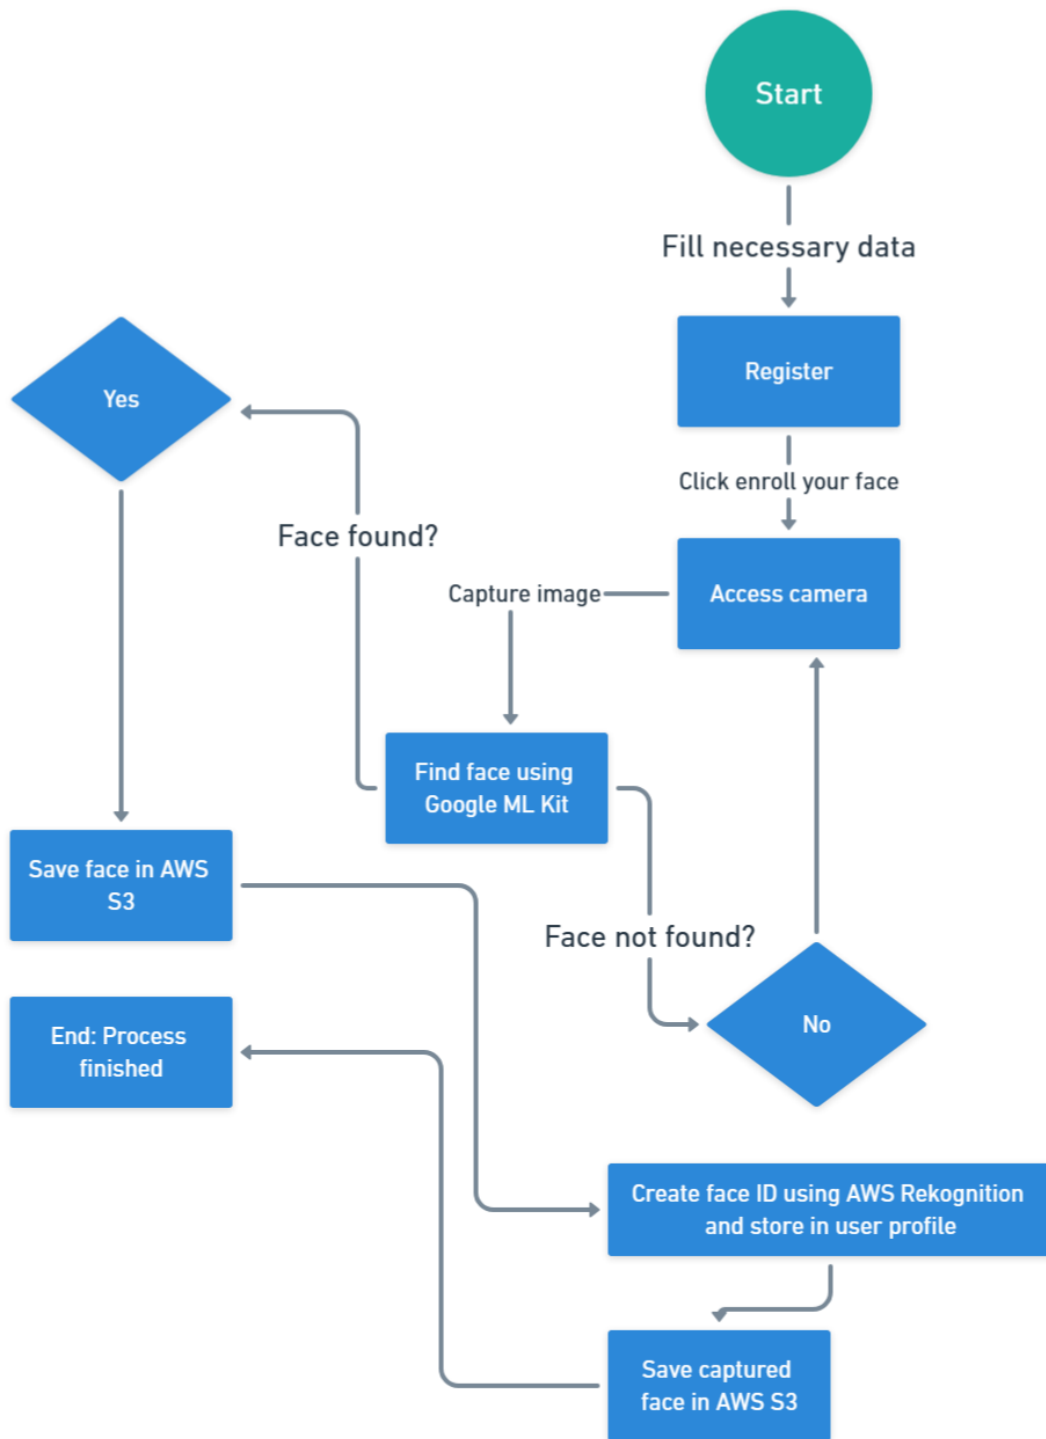 Start
Fill necessary data
Register
Yes
Click enroll your face
Face found?
Capture image
Access camera
Find face using
Google ML Kit
Save face in AWS
S3
Face not found?
No
End: Process
finished
Create face ID using AWS Rekognition
and store in user profile
Save captured
face in AWS S3